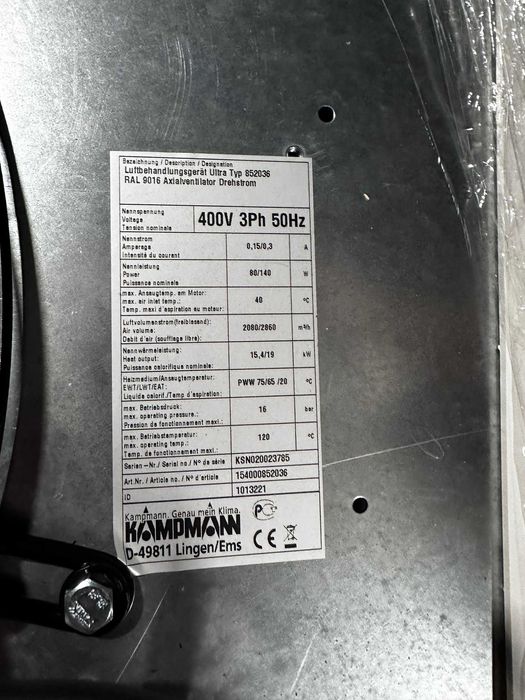 Bezeichnung / Description / Designation
Luftbehandlungsgerät Ultra Typ 852036
RAL 9016 Axialventilator Drehstrom
Nennspannung
Voltage
Tension nominale
400V 3Ph 50Hz
Nennstrom
Amperage
Intensité du courant
0,15/0,3 A
Nennleistung
Power
Puissance nominale
80/140 W
max. Ansaugtemp. am Motor:
max. air inlet temp.:
Temp. maxi d'aspiration au moteur:
40 °C
Luftvolumenstrom(freiblasend):
Air volume:
Debit d'air (soufflage libre):
2080/2860 m³/h
Nennwärmeleistung:
Heat output:
Puissance calorifique nominale:
15,4/19 kW
Heizmedium/Ansaugtemperatur:
EWT/LWT/EAT:
Liquide calorif./Temp d'aspiration:
PWW 75/65 /20 °C
max. Betriebsdruck:
max. operating pressure.:
Pression de fonctionnement maxi.:
16 bar
max. Betriebstemperatur:
max. operating temp.:
Temp. de fonctionnement maxi.:
120 °C
Serien-Nr./ Serial no./ N° de série KSN020023785
Art.Nr./ Article no./ N° d'article 154000852036
ID 1013221
Kampmann. Genau mein Klima.
KAMPMANN
D-49811 Lingen/Ems
CE